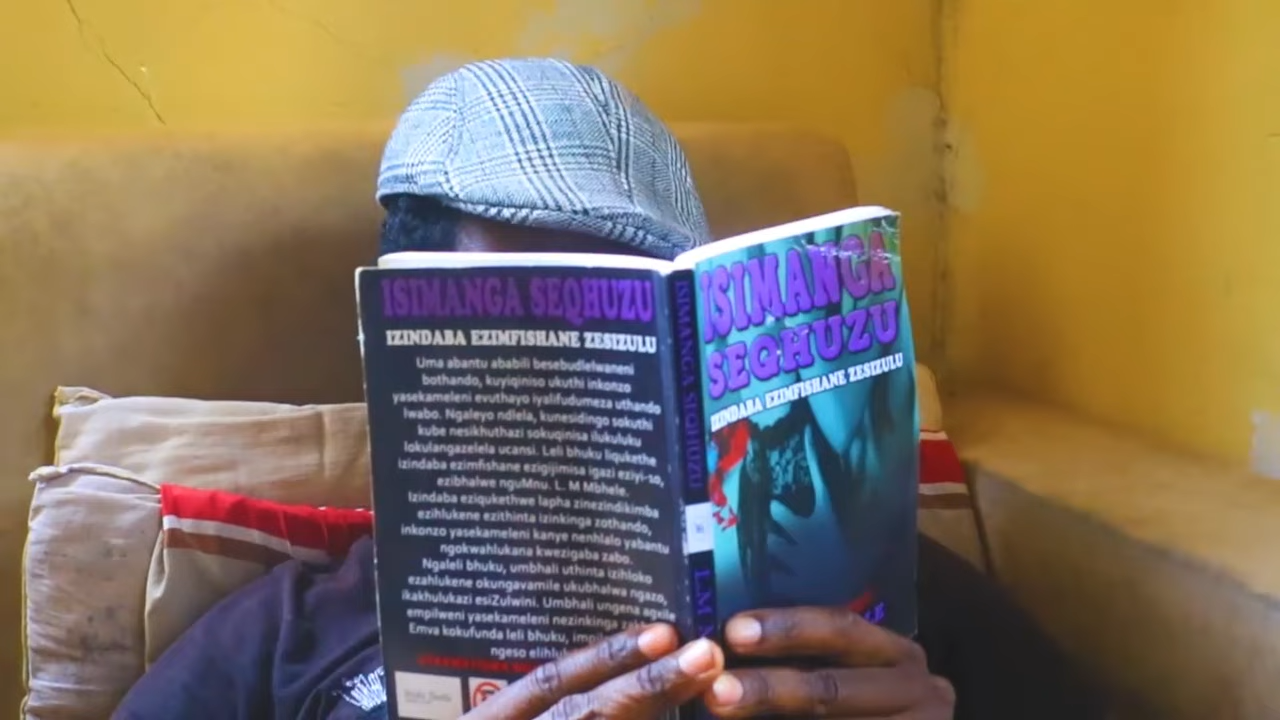 ISIMANGA SEQHUZU
IZINDABA EZIMFISHANE ZESIZULU
Uma abantu ababili besebudlelwaneni
bothando, kuyiqiniso ukuthi inkonzo
yasekameleni evuthayo iyalifudumeza uthando
lwabo. Ngaleyo ndlela, kunesidingo sokuthi
kube nesikhuthazi sokuqinisa ilukuluku
lokulangazelela ucansi. Leli bhuku liqukethe
izindaba ezimfishane ezigijimisa igazi eziyi-10,
ezibhalwe nguMnu. L. M Mbhele.
Izindaba eziqukethwe lapha zinezindikimba
ezihlukene ezithinta izinkinga zothando,
inkonzo yasekameleni kanye nenhlalo yabantu
ngokwahlukana kwezigaba zabo.
Ngaleli bhuku, umbhali uthinta izihloko
ezahlukene okungavamile ukubhalwa ngazo,
ikakhulukazi esiZulwini. Umbhali ungena agxile
empilweni yasekameleni nezinkinga
Emva kokufunda leli bhuku,
ngeso
ISIMANGA SEQHUZU
L.M
ISIMANGA
SEQHUZU
IZINDABA EZIMFISHANE ZESIZULU